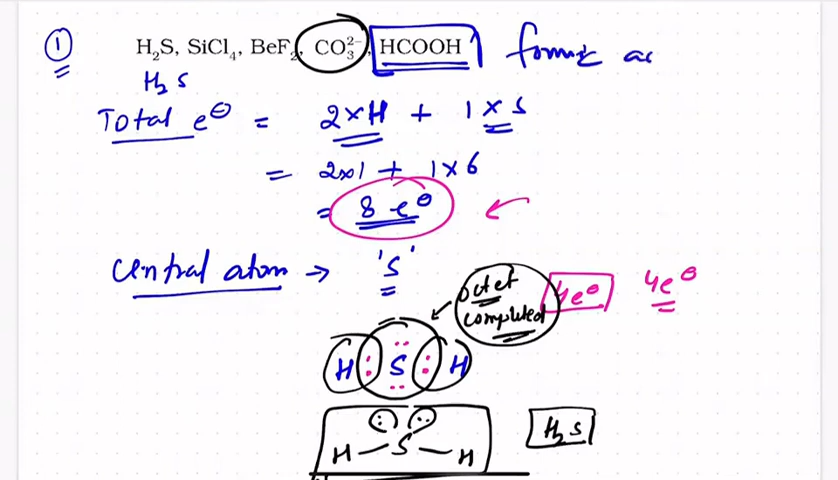 ① H₂S, SiCl₄, BeF₂, CO₃²⁻, HCOOH formic ac
H₂ S
Total e⊖ = 2×H + 1×S
= 2×1 + 1×6
= 8 e⊖
Central atom → 'S'
octet
completed
4e⊖ 4e⊖
H : S : H
H – S – H
H₂S